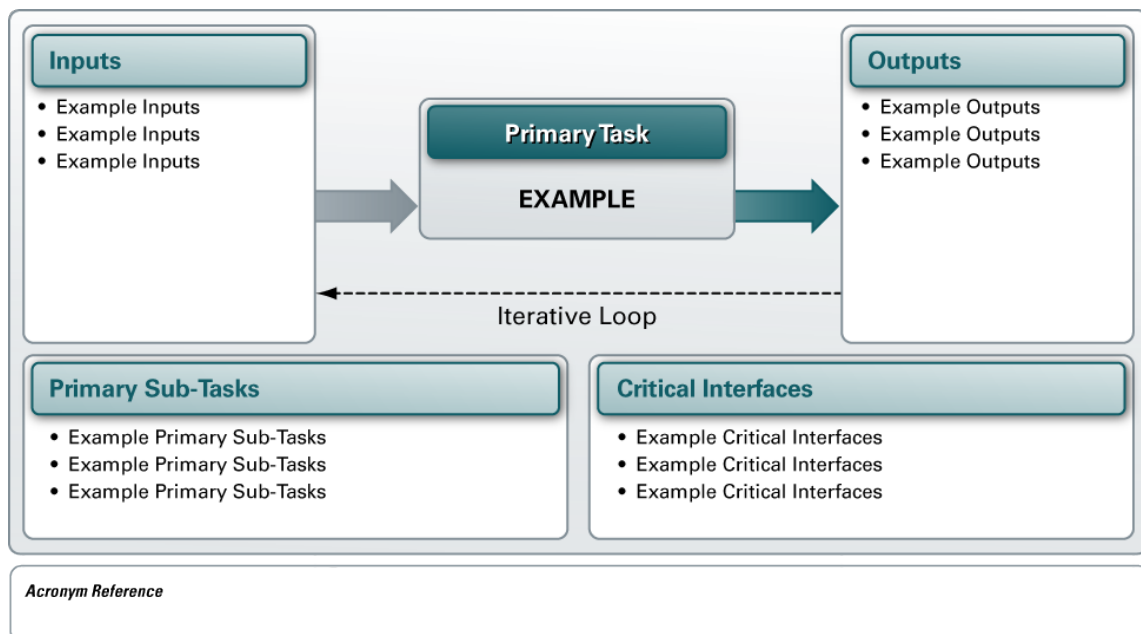 Inputs
• Example Inputs
• Example Inputs
• Example Inputs
Primary Task
EXAMPLE
Outputs
• Example Outputs
• Example Outputs
• Example Outputs
Iterative Loop
Primary Sub-Tasks
• Example Primary Sub-Tasks
• Example Primary Sub-Tasks
• Example Primary Sub-Tasks
Critical Interfaces
• Example Critical Interfaces
• Example Critical Interfaces
• Example Critical Interfaces
Acronym Reference